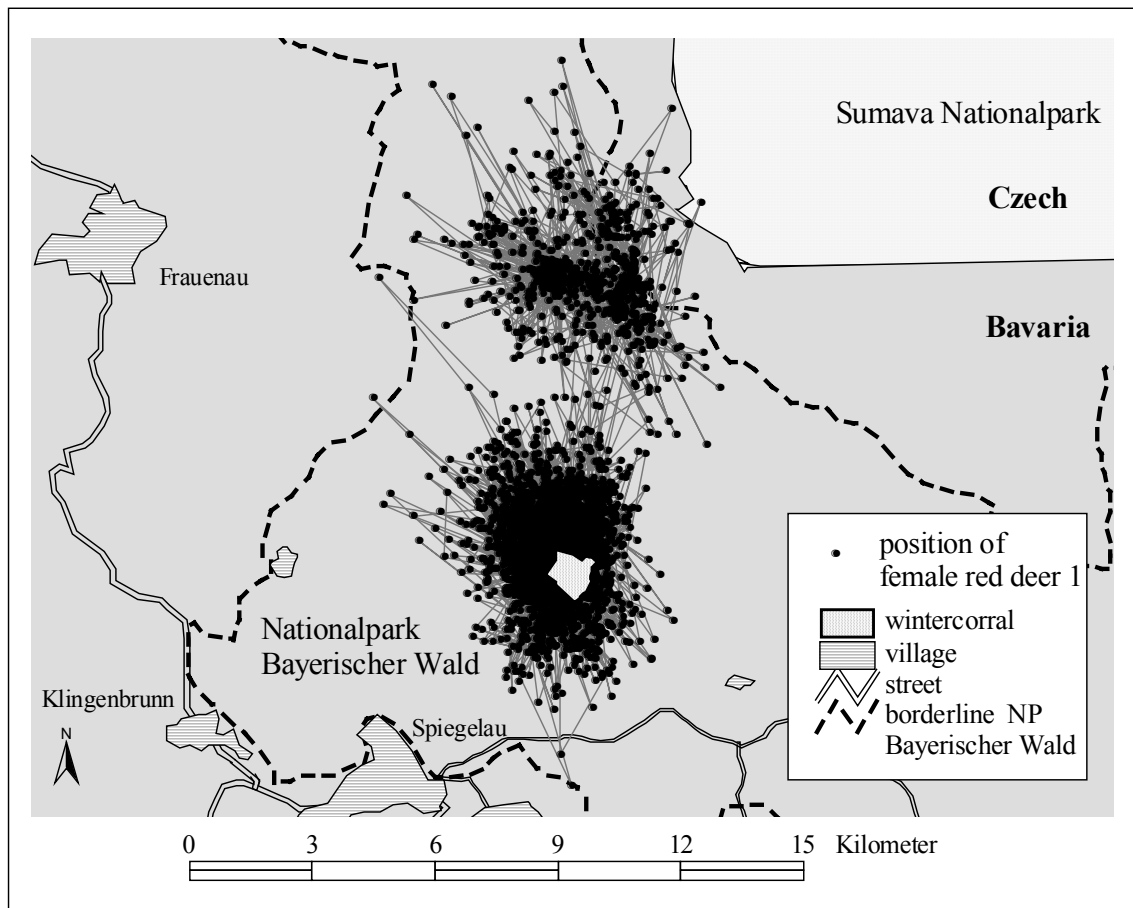 Sumava Nationalpark
Czech
Frauenau
Bavaria
position of
female red deer 1
wintercorral
village
street
borderline NP
Bayerischer Wald
Nationalpark
Bayerischer Wald
Klingenbrunn
Spiegelau
N
0 3 6 9 12 15 Kilometer